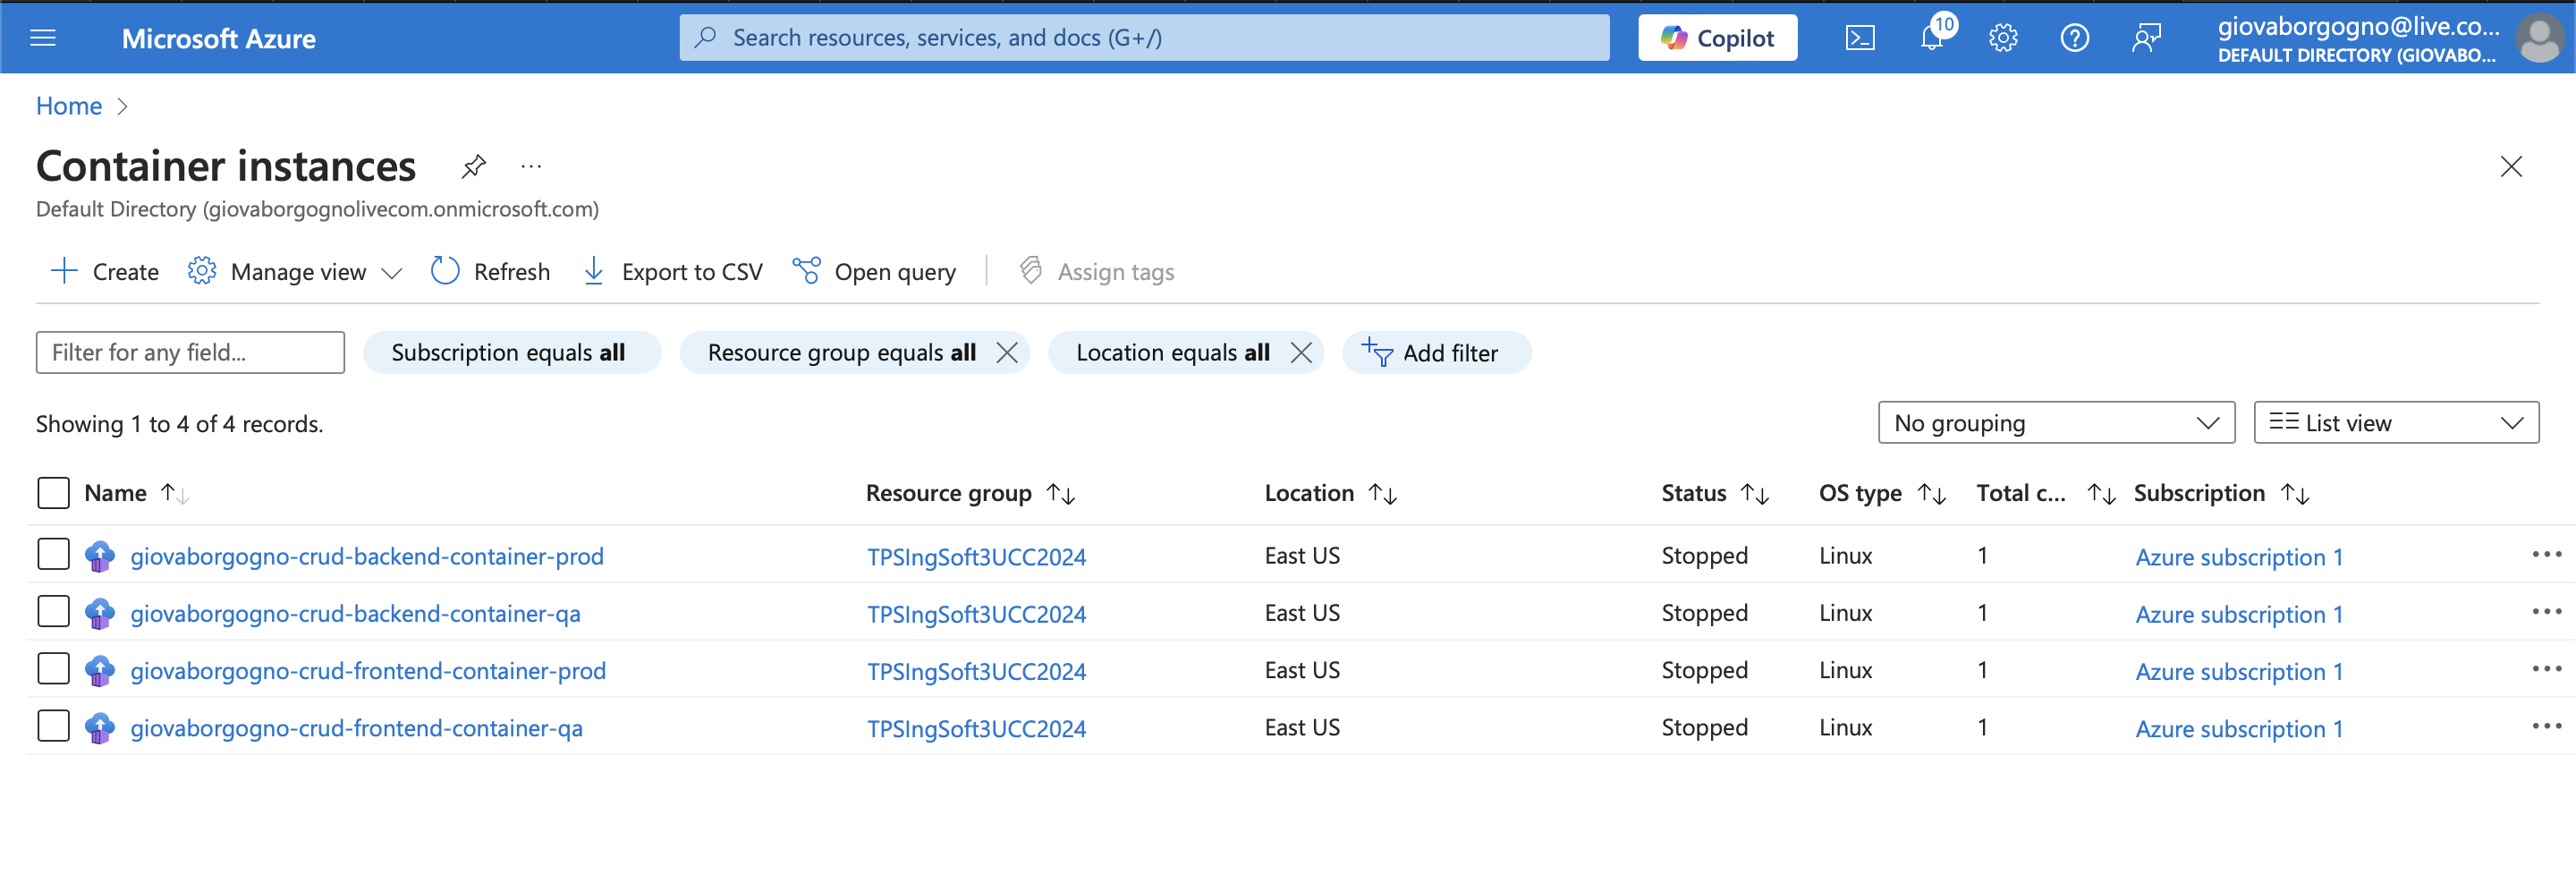 Microsoft Azure
Search resources, services, and docs (G+/)
Copilot
10
giovaborgogno@live.co...
DEFAULT DIRECTORY (GIOVABO...
Home
Container instances
Default Directory (giovaborgognolivecom.onmicrosoft.com)
Create Manage view Refresh Export to CSV Open query Assign tags
Filter for any field... Subscription equals all Resource group equals all Location equals all Add filter
Showing 1 to 4 of 4 records. No grouping List view
Name Resource group Location Status OS type Total c... Subscription
giovaborgogno-crud-backend-container-prod TPSIngSoft3UCC2024 East US Stopped Linux 1 Azure subscription 1
giovaborgogno-crud-backend-container-qa TPSIngSoft3UCC2024 East US Stopped Linux 1 Azure subscription 1
giovaborgogno-crud-frontend-container-prod TPSIngSoft3UCC2024 East US Stopped Linux 1 Azure subscription 1
giovaborgogno-crud-frontend-container-qa TPSIngSoft3UCC2024 East US Stopped Linux 1 Azure subscription 1